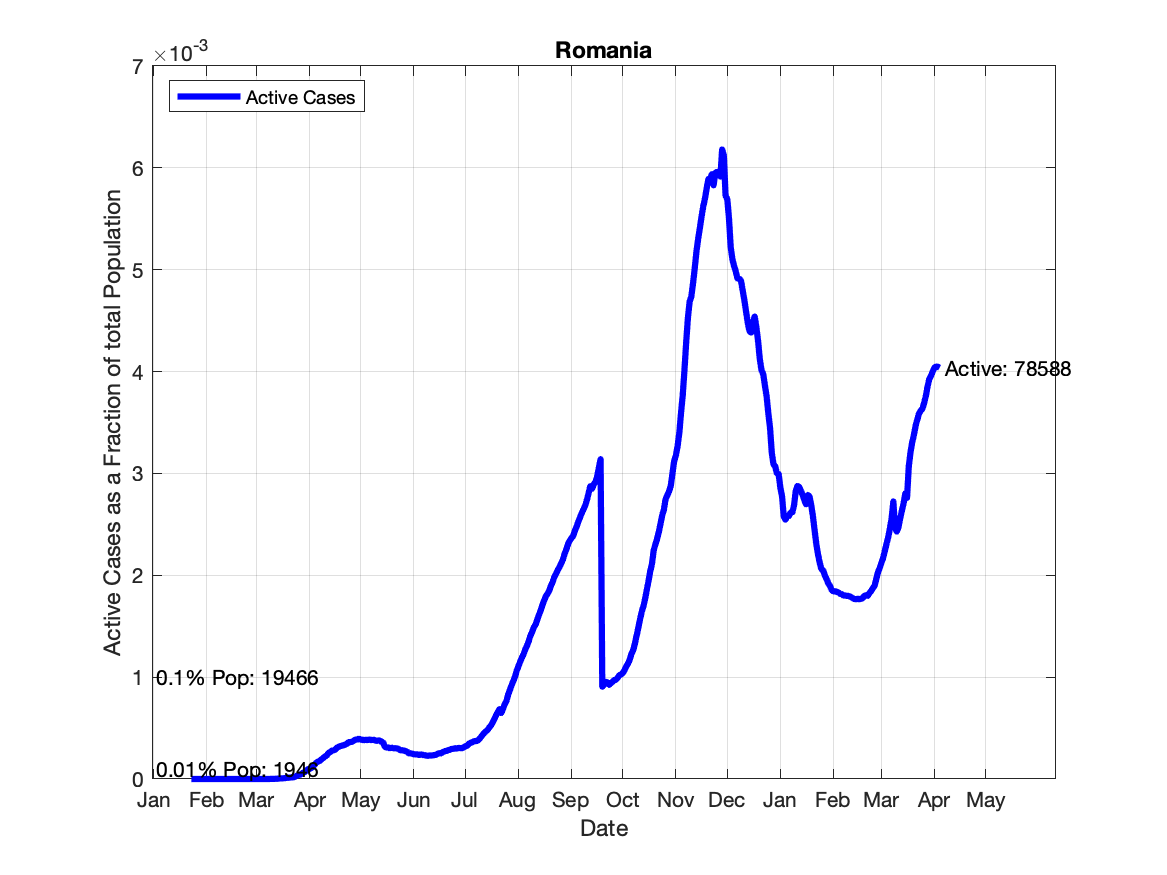 Romania
×10-3
7
6
5
4
3
2
1
0
Active Cases as a Fraction of total Population
Active Cases
Active: 78588
0.1% Pop: 19466
0.01% Pop: 1946
Jan Feb Mar Apr May Jun Jul Aug Sep Oct Nov Dec Jan Feb Mar Apr May
Date